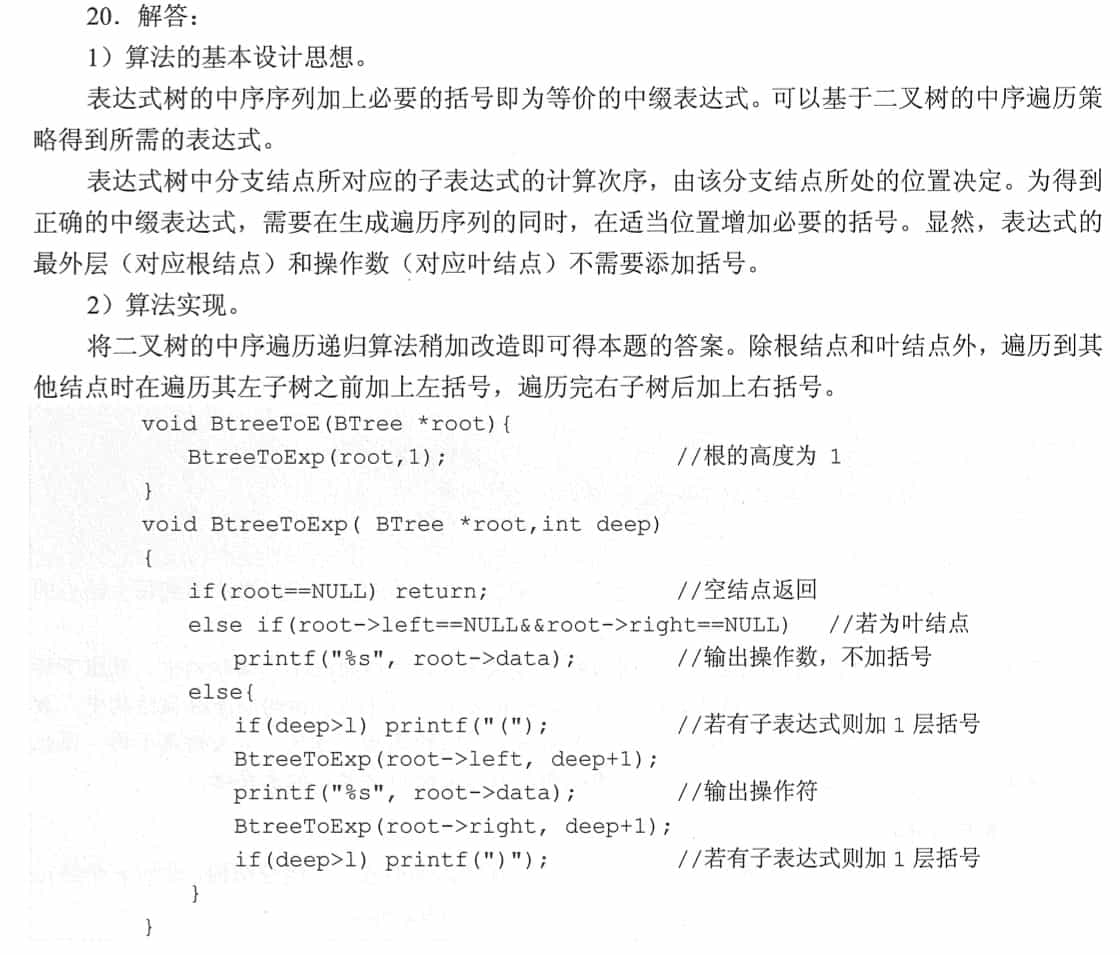 20．解答：
1）算法的基本设计思想。
表达式树的中序序列加上必要的括号即为等价的中缀表达式。可以基于二叉树的中序遍历策
略得到所需的表达式。
表达式树中分支结点所对应的子表达式的计算次序，由该分支结点所处的位置决定。为得到
正确的中缀表达式，需要在生成遍历序列的同时，在适当位置增加必要的括号。显然，表达式的
最外层（对应根结点）和操作数（对应叶结点）不需要添加括号。
2）算法实现。
将二叉树的中序遍历递归算法稍加改造即可得本题的答案。除根结点和叶结点外，遍历到其
他结点时在遍历其左子树之前加上左括号，遍历完右子树后加上右括号。
void BtreeToE(BTree *root){
BtreeToExp(root,1); //根的高度为 1
}
void BtreeToExp( BTree *root,int deep)
{
if(root==NULL) return; //空结点返回
else if(root->left==NULL&&root->right==NULL) //若为叶结点
printf("%s", root->data); //输出操作数，不加括号
else{
if(deep>1) printf("("); //若有子表达式则加 1 层括号
BtreeToExp(root->left, deep+1);
printf("%s", root->data); //输出操作符
BtreeToExp(root->right, deep+1);
if(deep>1) printf(")"); //若有子表达式则加 1 层括号
}
}